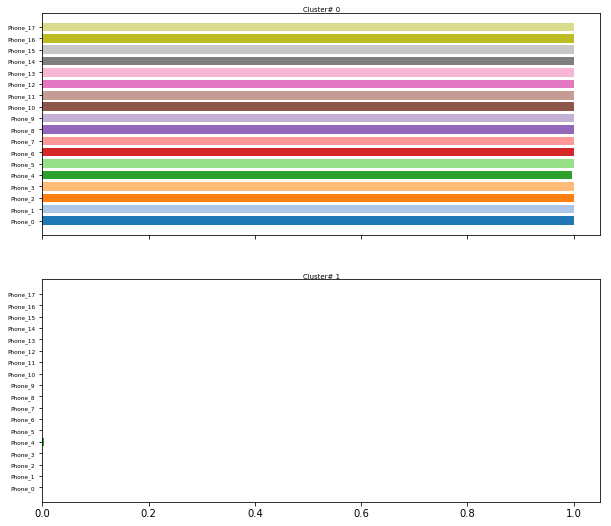 Cluster# 0
Phone_17
Phone_16
Phone_15
Phone_14
Phone_13
Phone_12
Phone_11
Phone_10
Phone_9
Phone_8
Phone_7
Phone_6
Phone_5
Phone_4
Phone_3
Phone_2
Phone_1
Phone_0
Cluster# 1
Phone_17
Phone_16
Phone_15
Phone_14
Phone_13
Phone_12
Phone_11
Phone_10
Phone_9
Phone_8
Phone_7
Phone_6
Phone_5
Phone_4
Phone_3
Phone_2
Phone_1
Phone_0
0.0 0.2 0.4 0.6 0.8 1.0